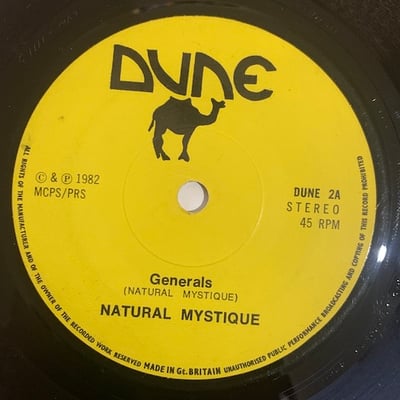 DUNE
© & ℗ 1982
MCPS/PRS
DUNE 2A
STEREO
45 RPM
Generals
(NATURAL MYSTIQUE)
NATURAL MYSTIQUE
ALL RIGHTS OF THE MANUFACTURER AND OF THE OWNER OF THE RECORDED WORK RESERVED MADE IN Gt. BRITAIN UNAUTHORISED PUBLIC PERFORMANCE BROADCASTING AND COPYING OF THIS RECORD PROHIBITED